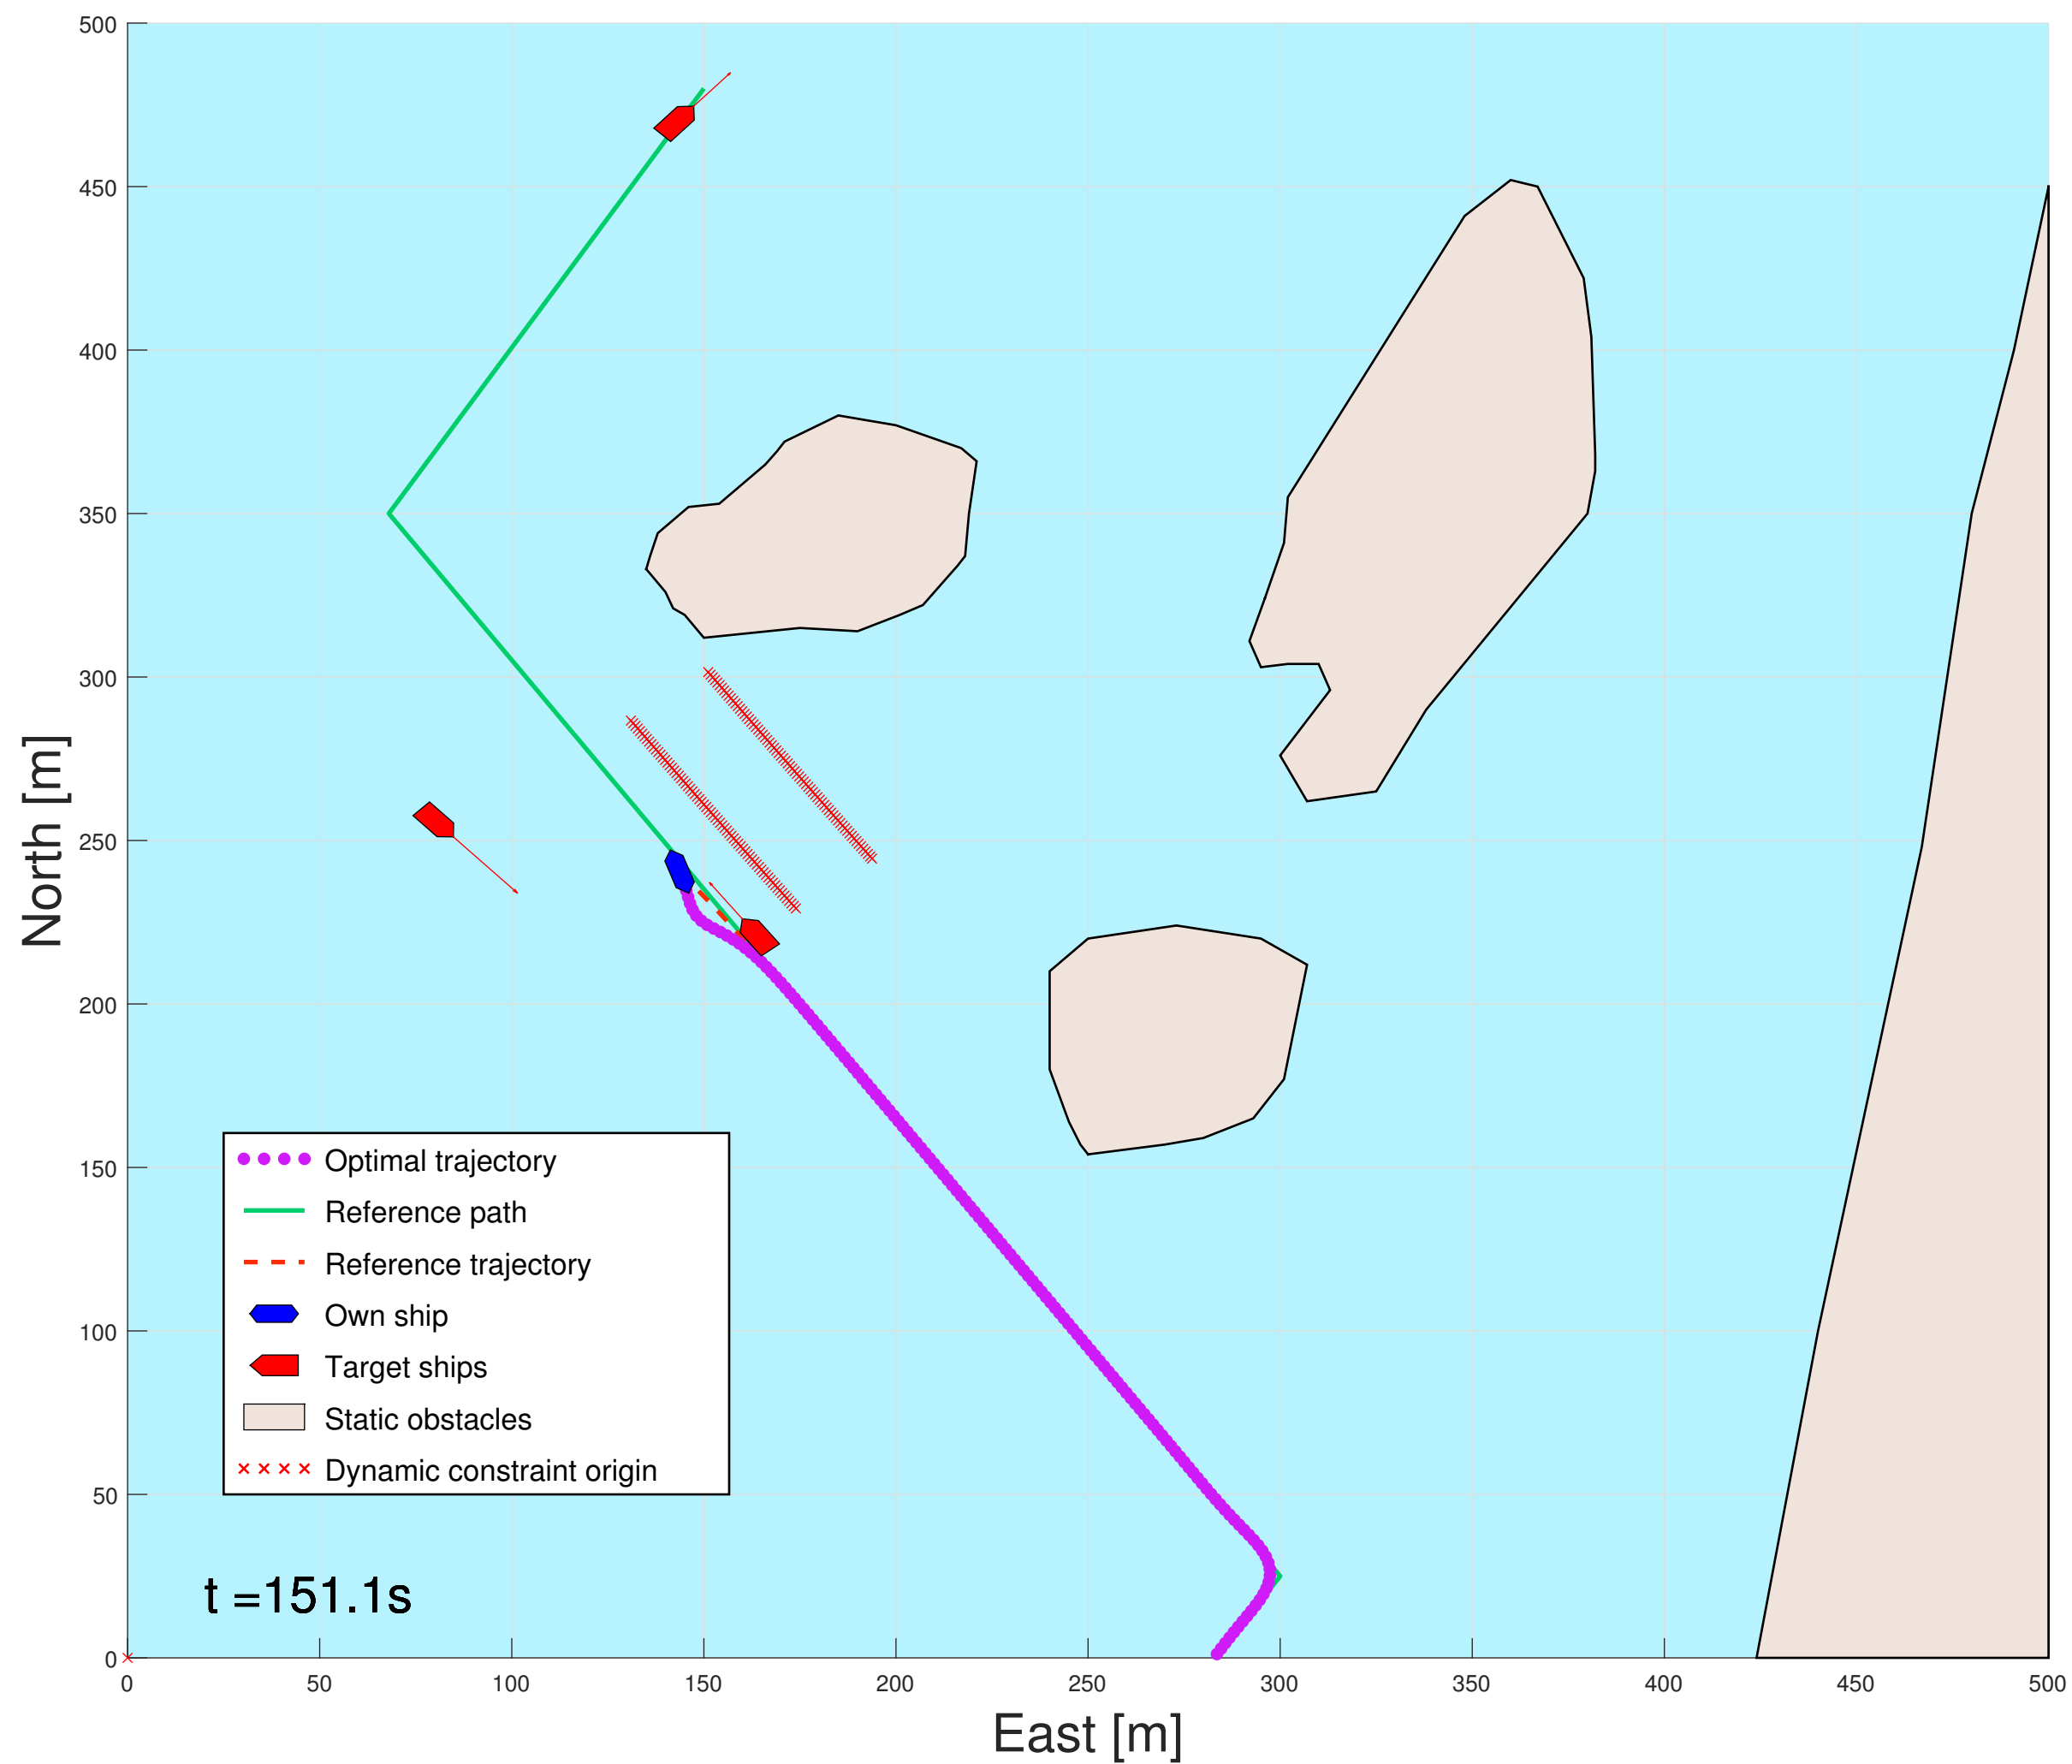 500
450
400
350
300
250
200
150
100
50
0
North [m]
Optimal trajectory
Reference path
Reference trajectory
Own ship
Target ships
Static obstacles
Dynamic constraint origin
t =151.1s
0 50 100 150 200 250 300 350 400 450 500
East [m]